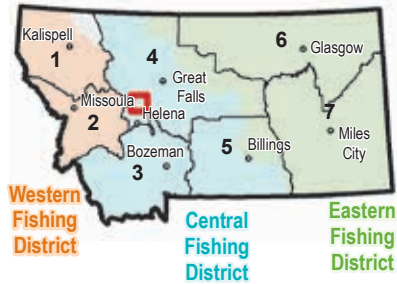 Kalispell
1
4
6
Glasgow
Great
Falls
Missoula
2
Helena
7
Miles
City
Bozeman
3
5
Billings
Western
Fishing
District
Central
Fishing
District
Eastern
Fishing
District